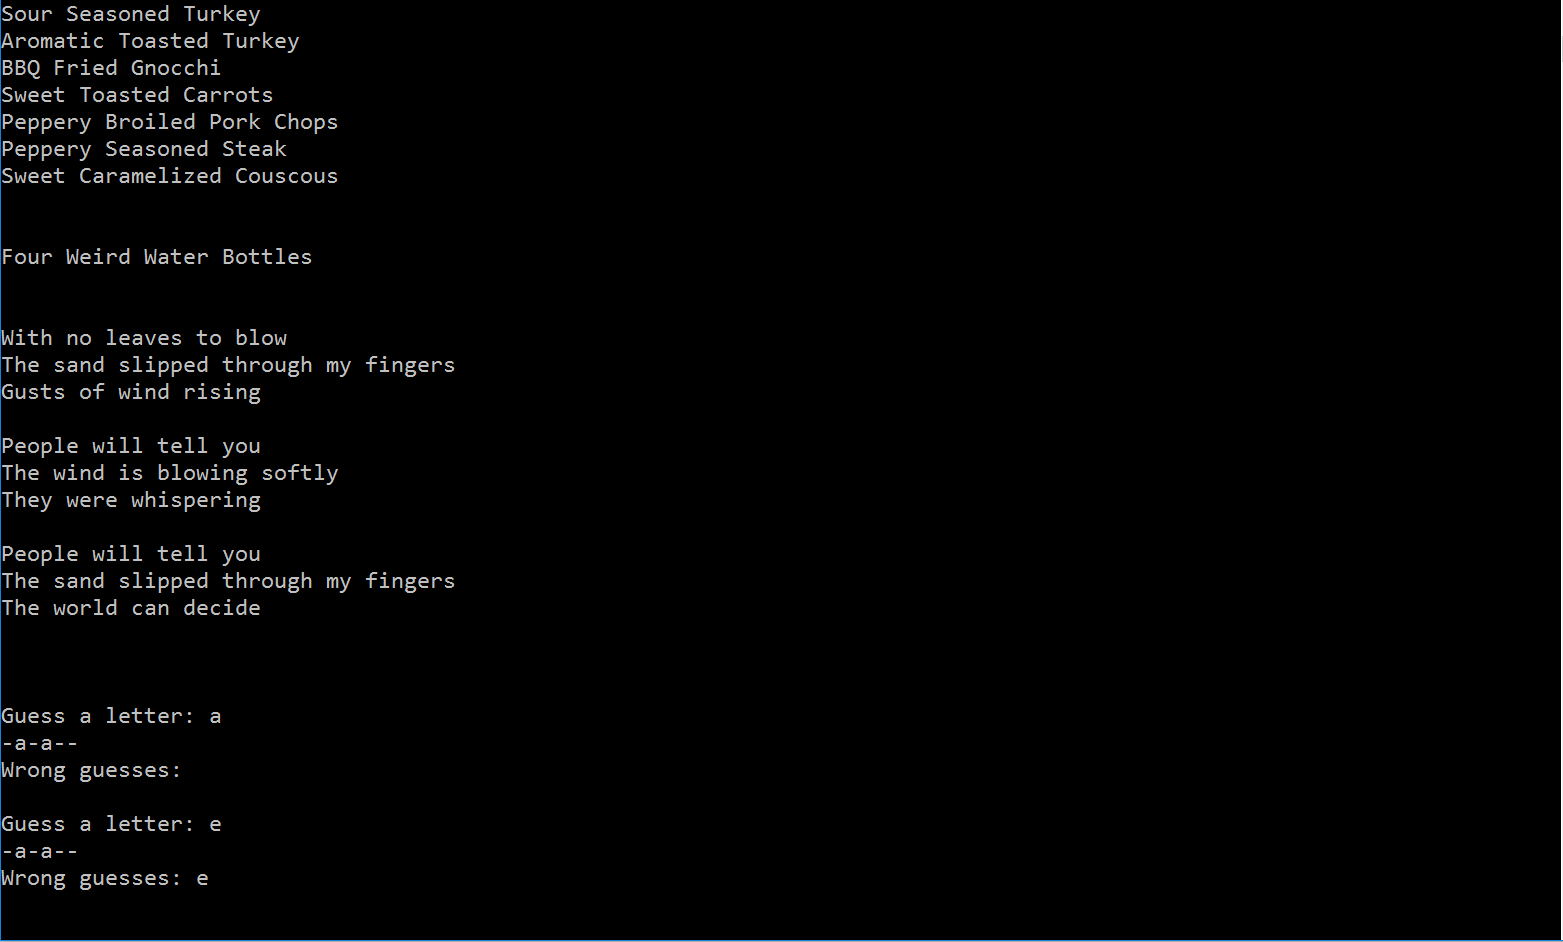 Sour Seasoned Turkey
Aromatic Toasted Turkey
BBQ Fried Gnocchi
Sweet Toasted Carrots
Peppery Broiled Pork Chops
Peppery Seasoned Steak
Sweet Caramelized Couscous
Four Weird Water Bottles
With no leaves to blow
The sand slipped through my fingers
Gusts of wind rising
People will tell you
The wind is blowing softly
They were whispering
People will tell you
The sand slipped through my fingers
The world can decide
Guess a letter: a
-a-a--
Wrong guesses:
Guess a letter: e
-a-a--
Wrong guesses: e